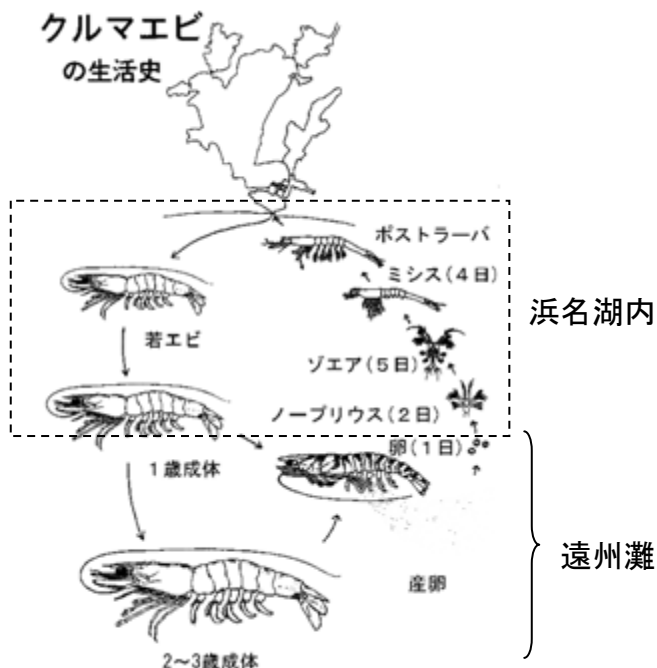 クルマエビ
の生活史
ポストラーバ
ミシス(4日)
浜名湖内
若エビ
ゾエア(5日)
ノープリウス(2日)
卵(1日)
1歳成体
遠州灘
産卵
2～3歳成体